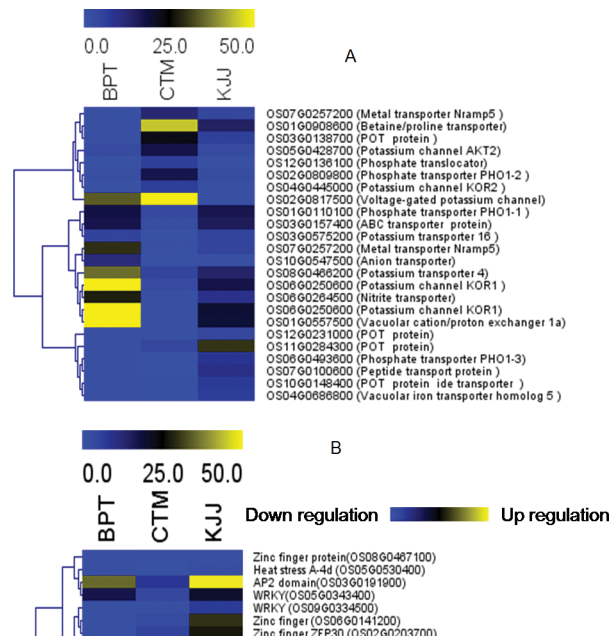 0.0 25.0 50.0
BPT CTM KJJ
A
OS07G0257200 (Metal transporter Nramp5 )
OS01G0908600 (Betaine/proline transporter)
OS03G0138700 (POT protein )
OS05G0428700 (Potassium channel AKT2)
OS12G0136100 (Phosphate translocator)
OS02G0809800 (Phosphate transporter PHO1-2 )
OS04G0445000 (Potassium channel KOR2 )
OS02G0817500 (Voltage-gated potassium channel)
OS01G0110100 (Phosphate transporter PHO1-1 )
OS03G0157400 (ABC transporter protein)
OS03G0575200 (Potassium transporter 16 )
OS07G0257200 (Metal transporter Nramp5)
OS10G0547500 (Anion transporter)
OS08G0466200 (Potassium transporter 4)
OS06G0250600 (Potassium channel KOR1 )
OS06G0264500 (Nitrite transporter)
OS06G0250600 (Potassium channel KOR1)
OS01G0557500 (Vacuolar cation/proton exchanger 1a)
OS12G0231000 (POT protein)
OS11G0284300 (POT protein)
OS06G0493600 (Phosphate transporter PHO1-3)
OS07G0100600 (Peptide transport protein )
OS10G0148400 (POT protein ide transporter )
OS04G0686800 (Vacuolar iron transporter homolog 5 )
B
0.0 25.0 50.0
BPT CTM KJJ
Down regulation Up regulation
Zinc finger protein(OS08G0467100)
Heat stress A-4d (OS05G0530400)
AP2 domain(OS03G0191900)
WRKY(OS05G0343400)
WRKY (OS09G0334500)
Zinc finger (OS06G0141200)
Zinc finger ZFP30 (OS02G0203700)